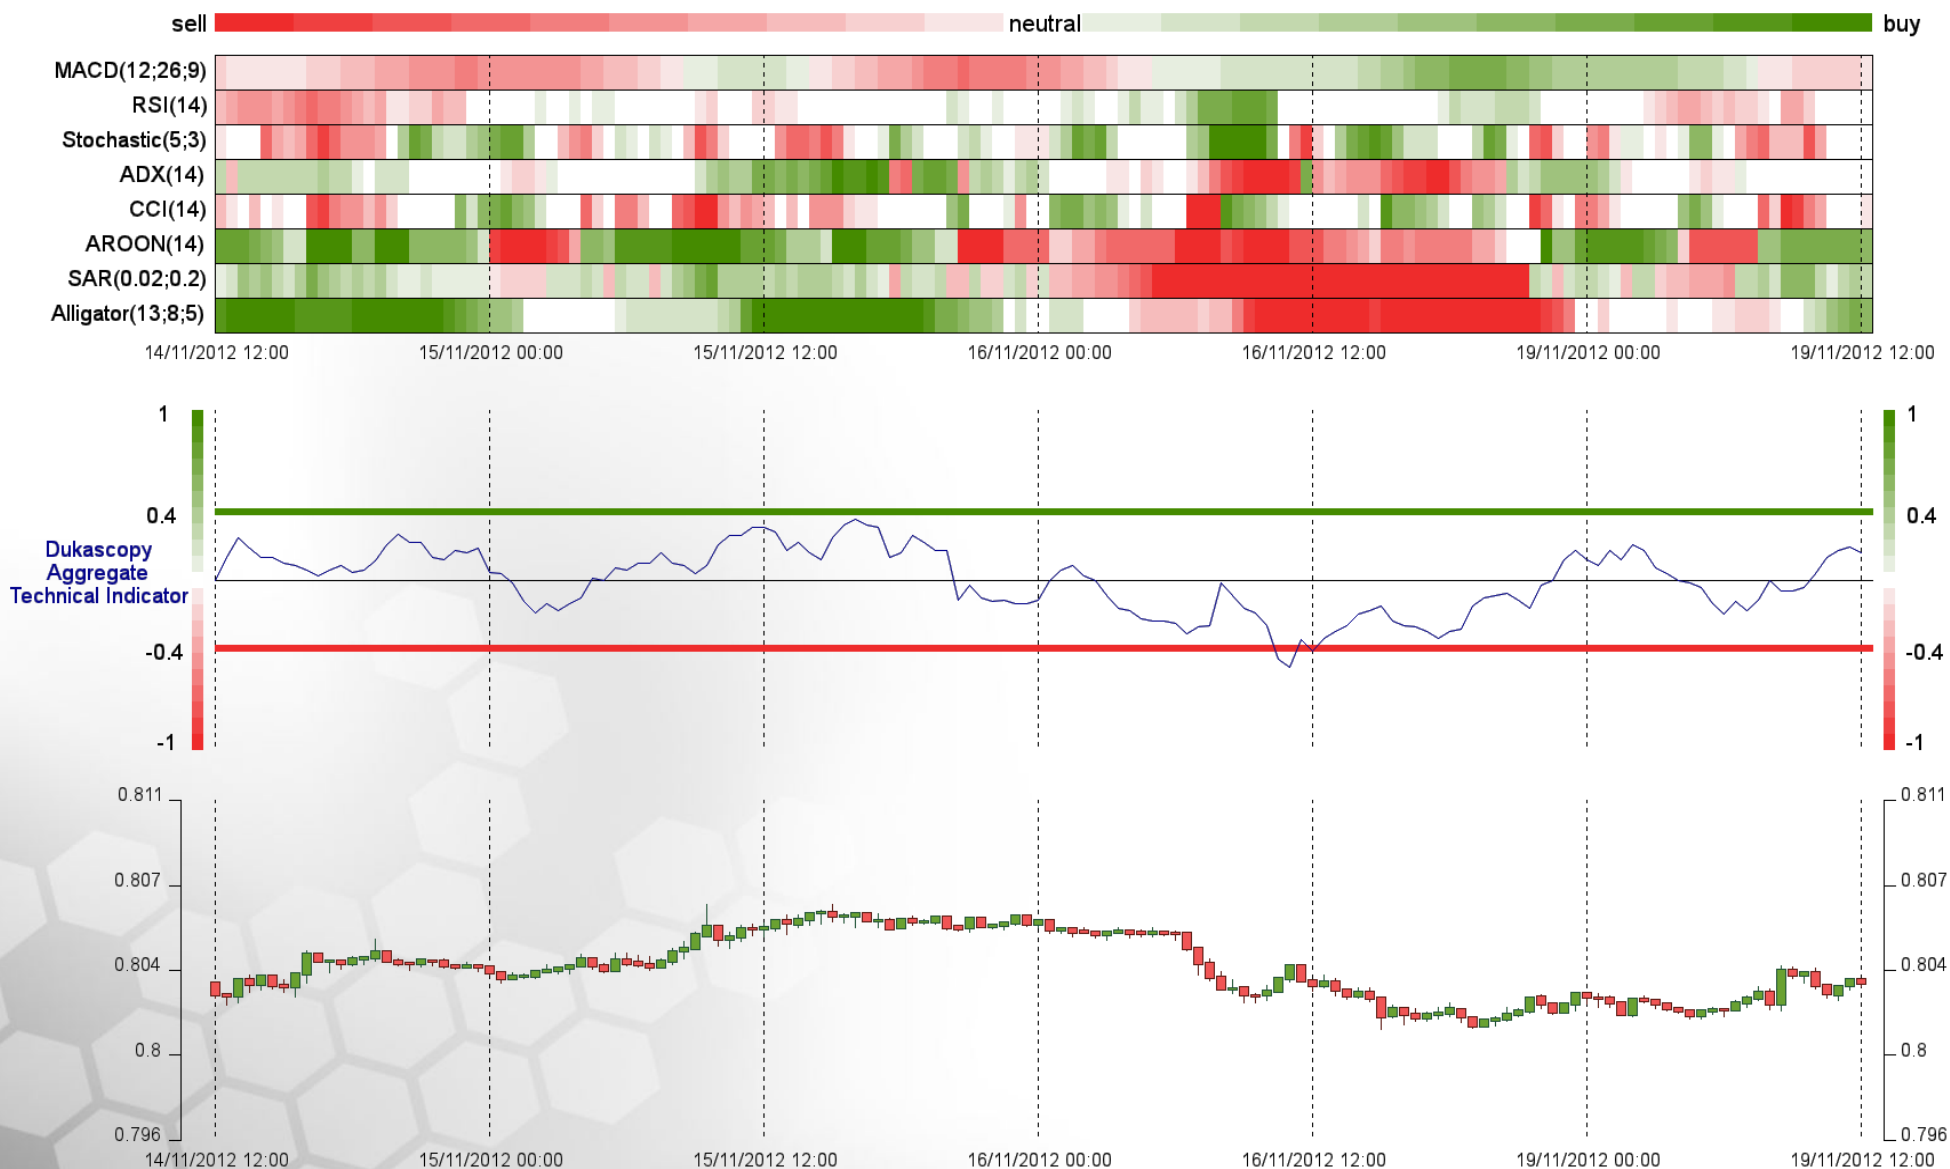 sell neutral buy
MACD(12;26;9)
RSI(14)
Stochastic(5;3)
ADX(14)
CCI(14)
AROON(14)
SAR(0.02;0.2)
Alligator(13;8;5)
14/11/2012 12:00 15/11/2012 00:00 15/11/2012 12:00 16/11/2012 00:00 16/11/2012 12:00 19/11/2012 00:00 19/11/2012 12:00
1 1
0.4 0.4
Dukascopy
Aggregate
Technical Indicator
-0.4 -0.4
-1 -1
0.811 0.811
0.807 0.807
0.804 0.804
0.8 0.8
0.796 0.796
14/11/2012 12:00 15/11/2012 00:00 15/11/2012 12:00 16/11/2012 00:00 16/11/2012 12:00 19/11/2012 00:00 19/11/2012 12:00